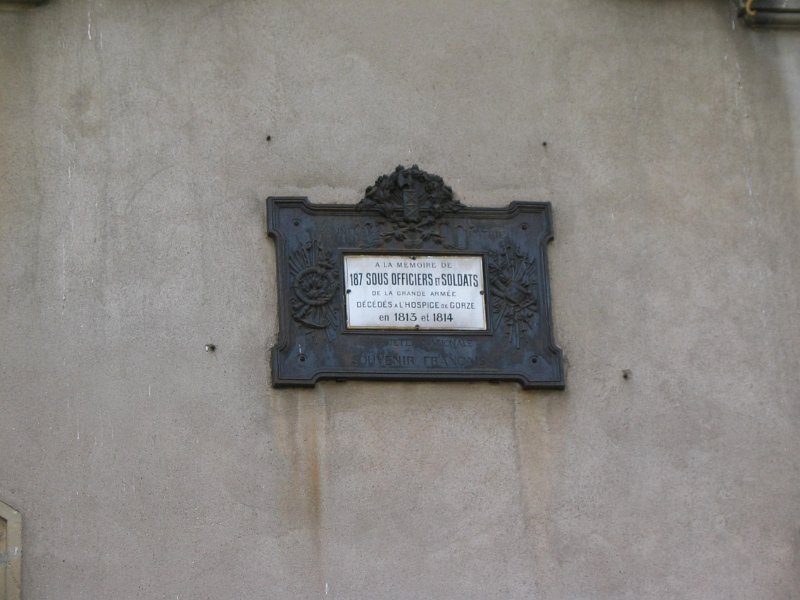 A LA MÉMOIRE DE
187 SOUS OFFICIERS ET SOLDATS
DE LA GRANDE ARMÉE
DÉCÉDÉS A L'HOSPICE DE GORZE
en 1813 et 1814
SOUVENIR FRANÇAIS